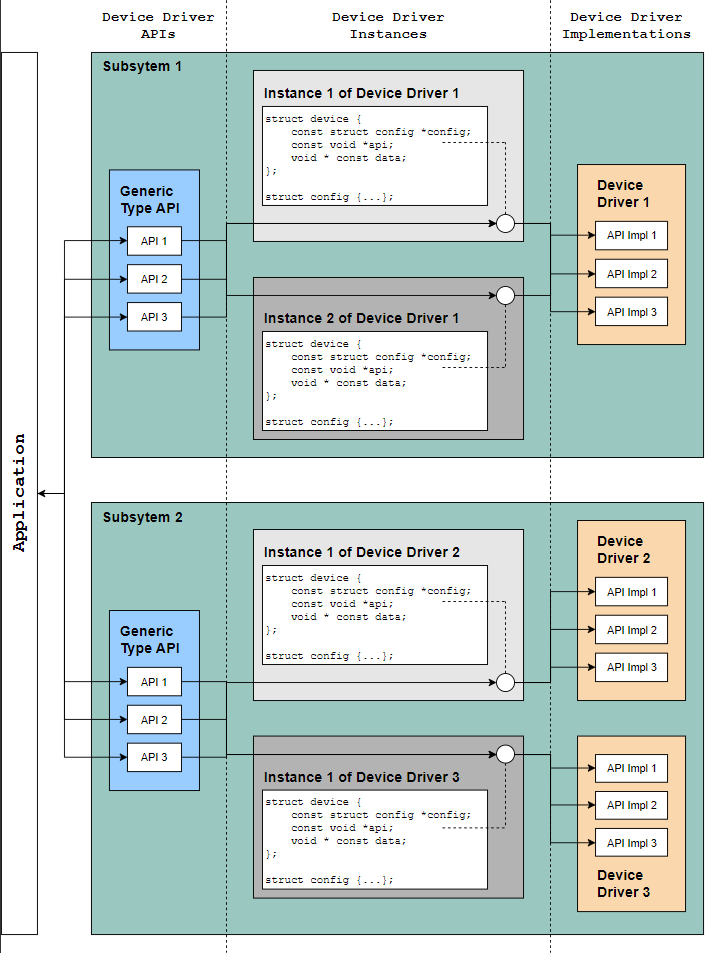 Device Driver
APIs
Device Driver
Instances
Device Driver
Implementations
Application
Subsytem 1
Generic
Type API
API 1
API 2
API 3
Instance 1 of Device Driver 1
struct device {
const struct config *config;
const void *api;
void * const data;
};
struct config {...};
Instance 2 of Device Driver 1
struct device {
const struct config *config;
const void *api;
void * const data;
};
struct config {...};
Device
Driver 1
API Impl 1
API Impl 2
API Impl 3
Subsytem 2
Generic
Type API
API 1
API 2
API 3
Instance 1 of Device Driver 2
struct device {
const struct config *config;
const void *api;
void * const data;
};
struct config {...};
Instance 1 of Device Driver 3
struct device {
const struct config *config;
const void *api;
void * const data;
};
struct config {...};
Device
Driver 2
API Impl 1
API Impl 2
API Impl 3
API Impl 1
API Impl 2
API Impl 3
Device
Driver 3